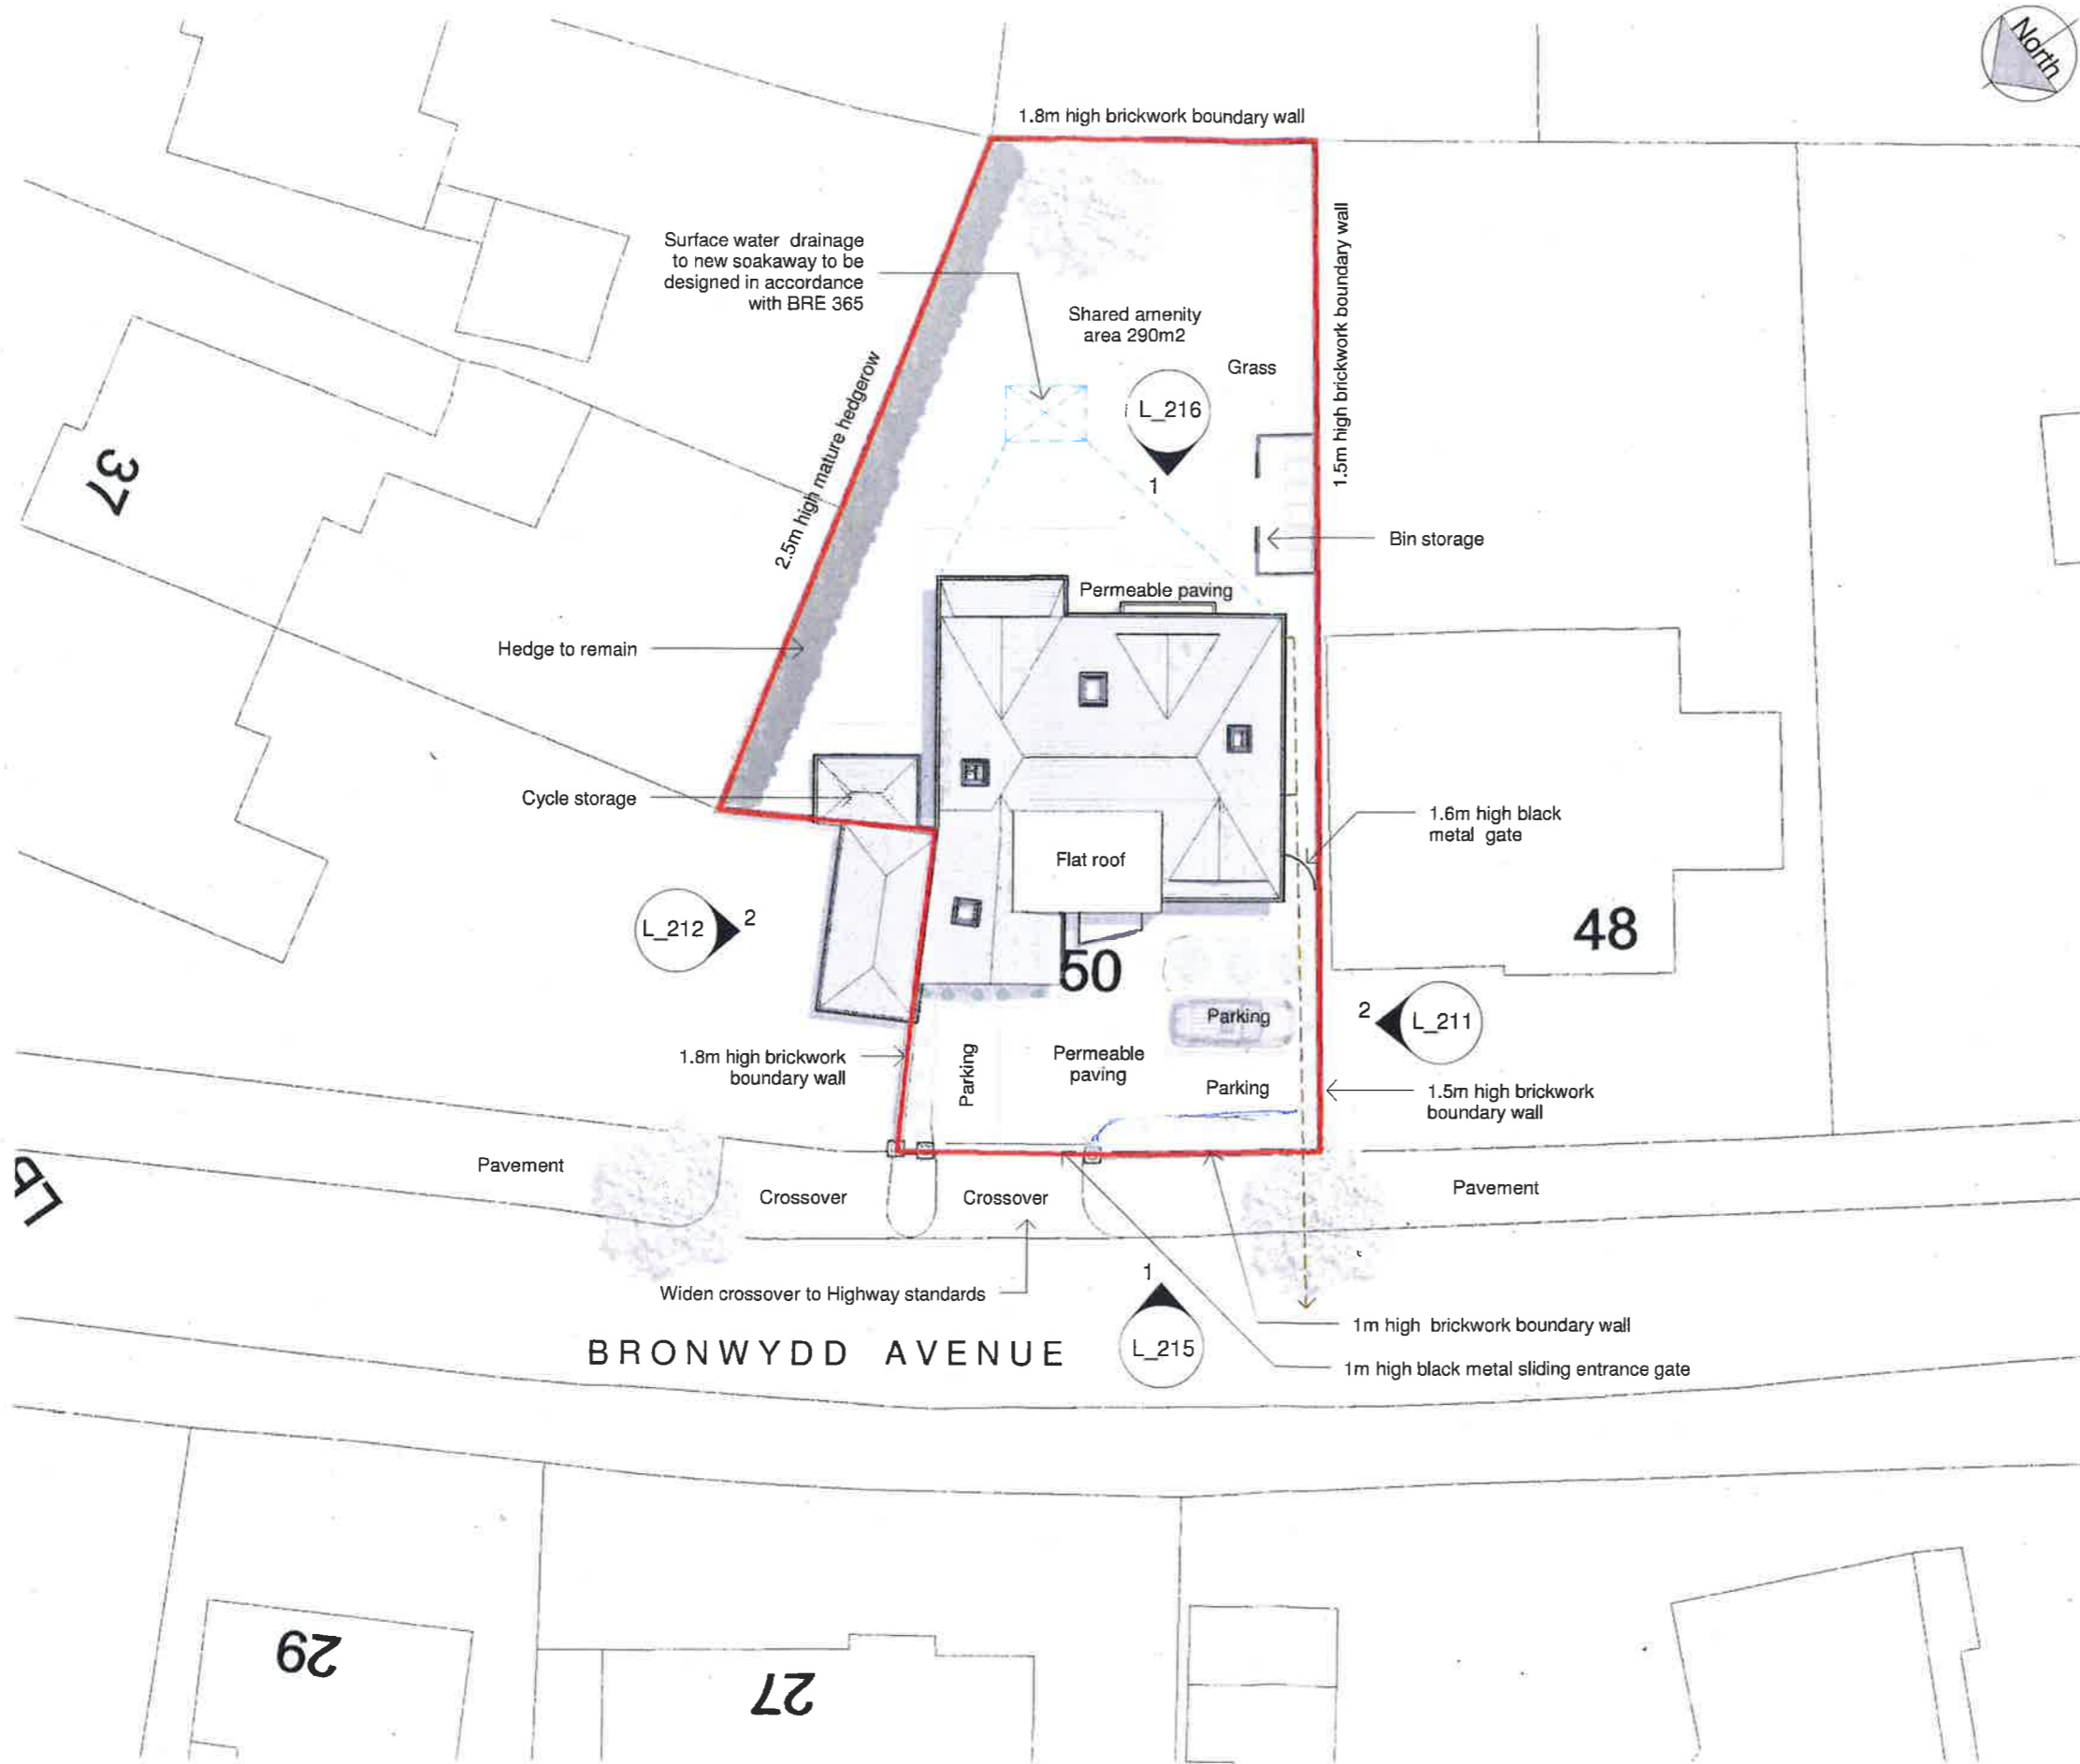 North
1.8m high brickwork boundary wall
1.5m high brickwork boundary wall
Surface water drainage
to new soakaway to be
designed in accordance
with BRE 365
Shared amenity
area 290m2
Grass
L_216
1
2.5m high mature hedgerow
37
Bin storage
Permeable paving
Hedge to remain
Cycle storage
1.6m high black
metal gate
Flat roof
48
L_212
2
50
2
L_211
Parking
1.8m high brickwork
boundary wall
Parking
Permeable
paving
Parking
1.5m high brickwork
boundary wall
Pavement
Crossover
Crossover
Pavement
Widen crossover to Highway standards
1
L_215
1m high brickwork boundary wall
BRONWYDD AVENUE
1m high black metal sliding entrance gate
29
27